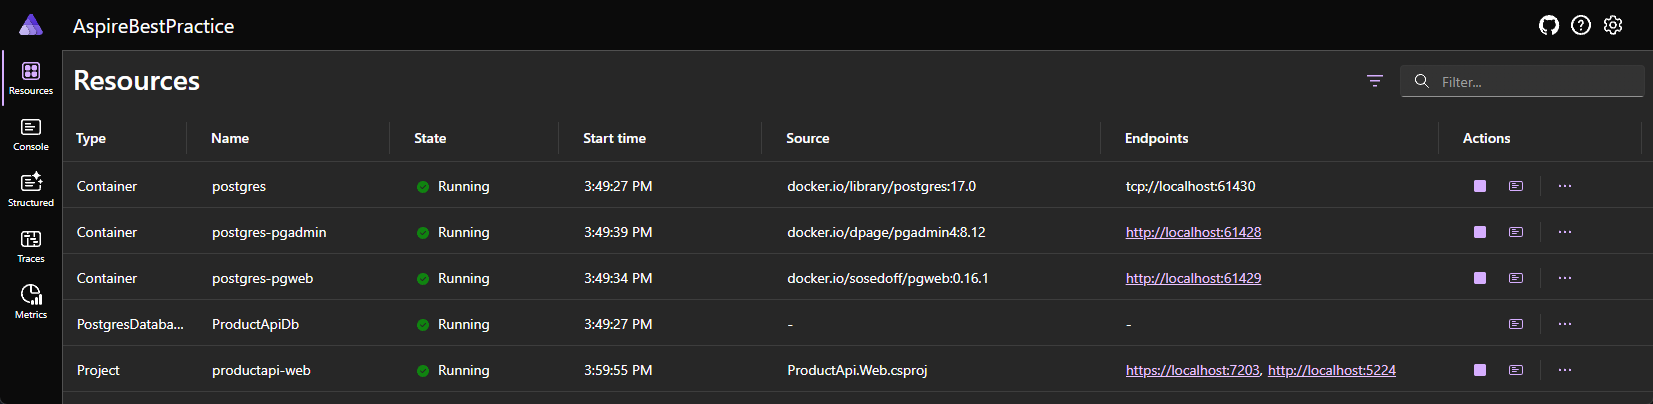 AspireBestPractice
Resources
Resources
Filter...
Type Name State Start time Source Endpoints Actions
Console
Container postgres Running 3:49:27 PM docker.io/library/postgres:17.0 tcp://localhost:61430
Structured
Container postgres-pgadmin Running 3:49:39 PM docker.io/dpage/pgadmin4:8.12 http://localhost:61428
Traces
Container postgres-pgweb Running 3:49:34 PM docker.io/sosedoff/pgweb:0.16.1 http://localhost:61429
Metrics
PostgresDataba... ProductApiDb Running 3:49:27 PM - -
Project productapi-web Running 3:59:55 PM ProductApi.Web.csproj https://localhost:7203, http://localhost:5224